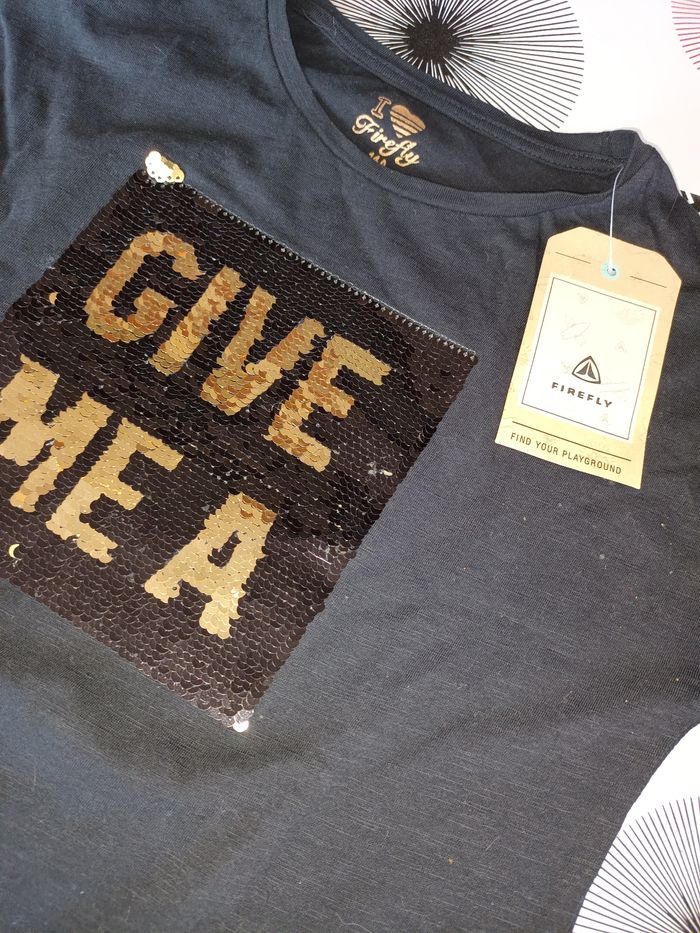 I
Firefly
GIVE
ME A
FIREFLY
FIND YOUR PLAYGROUND